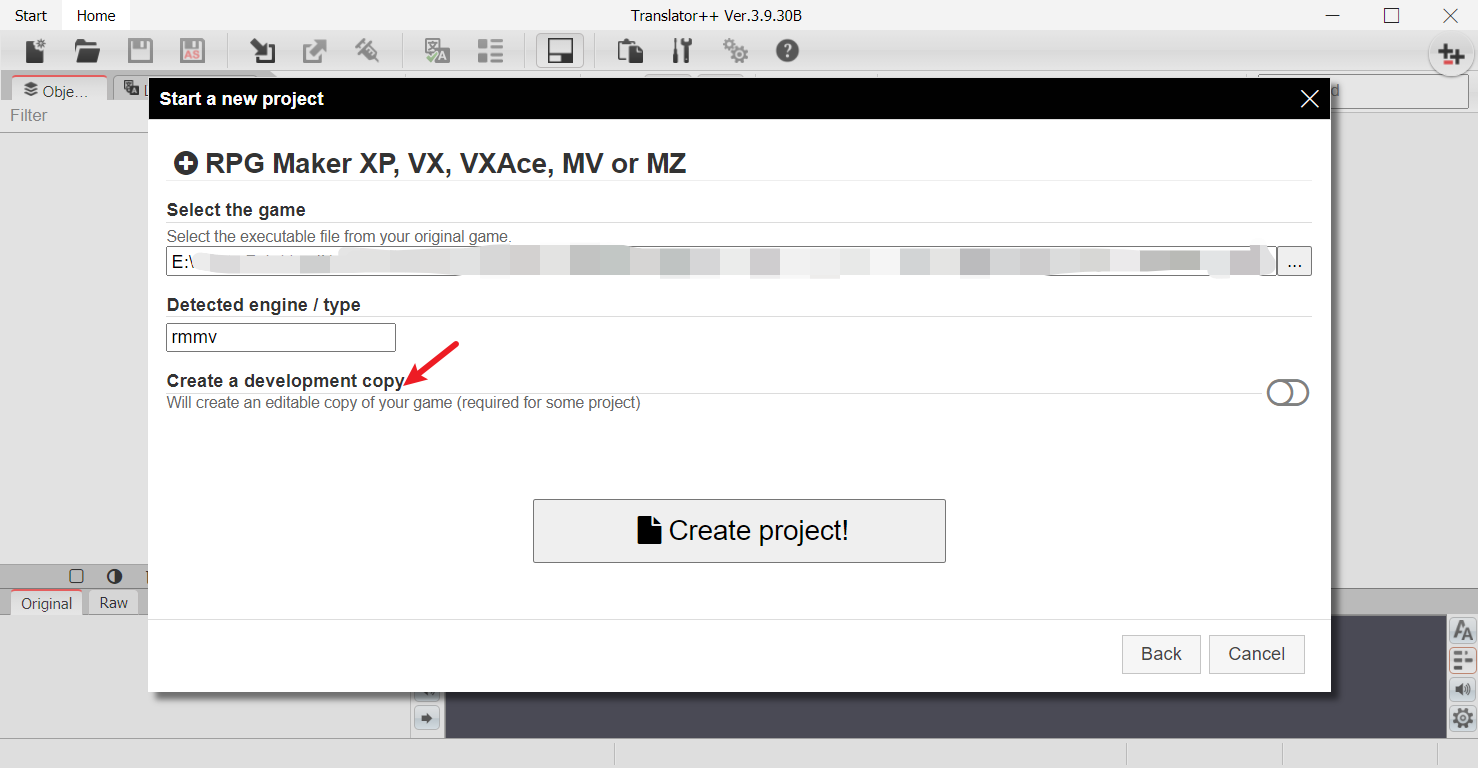 Start Home Translator++ Ver.3.9.30B
AS
Obje...
Filter
Start a new project
RPG Maker XP, VX, VXAce, MV or MZ
Select the game
Select the executable file from your original game.
E:\
...
Detected engine / type
rmmv
Create a development copy
Will create an editable copy of your game (required for some project)
Create project!
Original Raw
Back Cancel